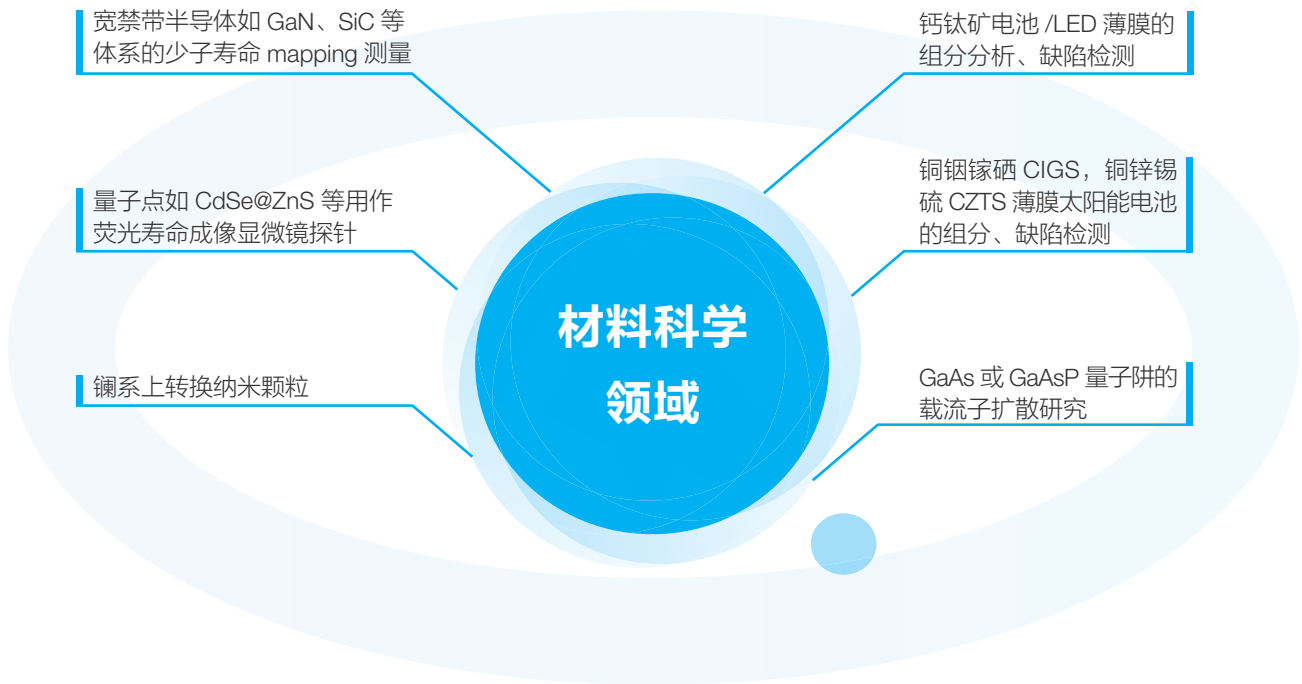 宽禁带半导体如 GaN、SiC 等
体系的少子寿命 mapping 测量
量子点如 CdSe@ZnS 等用作
荧光寿命成像显微镜探针
镧系上转换纳米颗粒
材料科学
领域
钙钛矿电池 /LED 薄膜的
组分分析、缺陷检测
铜铟镓硒 CIGS，铜锌锡
硫 CZTS 薄膜太阳能电池
的组分、缺陷检测
GaAs 或 GaAsP 量子阱的
载流子扩散研究